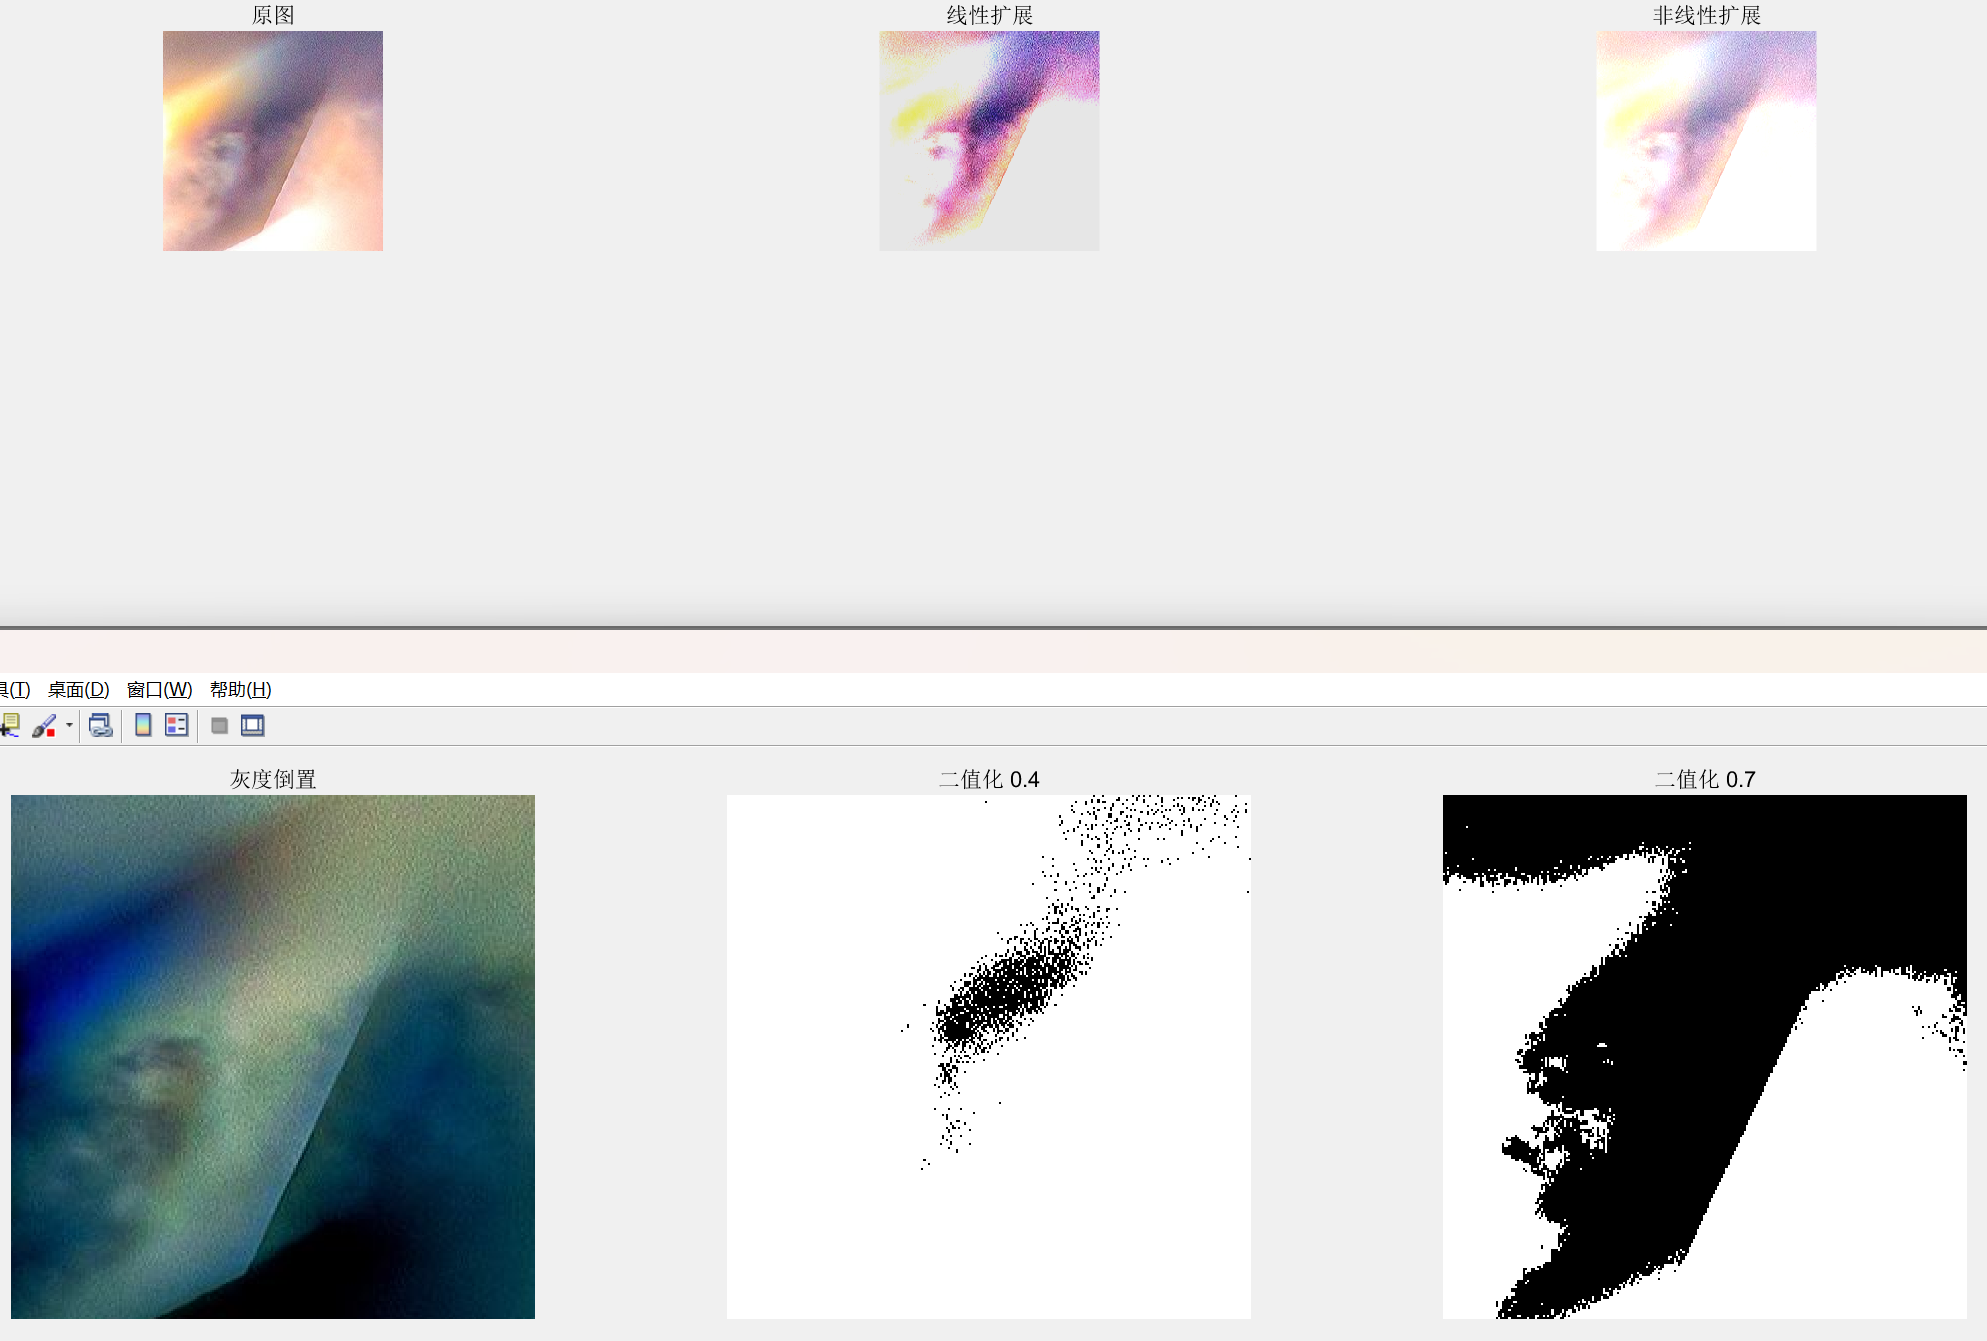 原图
线性扩展
非线性扩展
具(T) 桌面(D) 窗口(W) 帮助(H)
灰度倒置
二值化 0.4
二值化 0.7